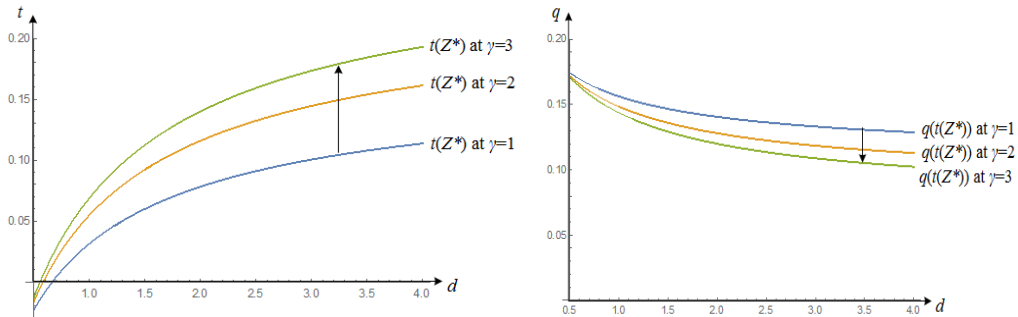 t
0.20
0.15
0.10
0.05
t(Z*) at γ=3
t(Z*) at γ=2
t(Z*) at γ=1
1.0 1.5 2.0 2.5 3.0 3.5 4.0
d
q
0.20
0.15
0.10
0.05
q(t(Z*)) at γ=1
q(t(Z*)) at γ=2
q(t(Z*)) at γ=3
0.5 1.0 1.5 2.0 2.5 3.0 3.5 4.0
d